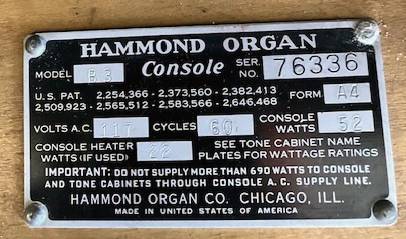 HAMMOND ORGAN
MODEL B3 Console SER. NO. 76336
U.S. PAT. 2,254,366 - 2,373,560 - 2,382,413 FORM A4
2,509,923 - 2,565,512 - 2,583,566 - 2,646,468
VOLTS A.C. 117 CYCLES 60 CONSOLE WATTS 52
CONSOLE HEATER WATTS (IF USED) 22 SEE TONE CABINET NAME PLATES FOR WATTAGE RATINGS
IMPORTANT: DO NOT SUPPLY MORE THAN 690 WATTS TO CONSOLE
AND TONE CABINETS THROUGH CONSOLE A.C. SUPPLY LINE.
HAMMOND ORGAN CO. CHICAGO, ILL.
MADE IN UNITED STATES OF AMERICA